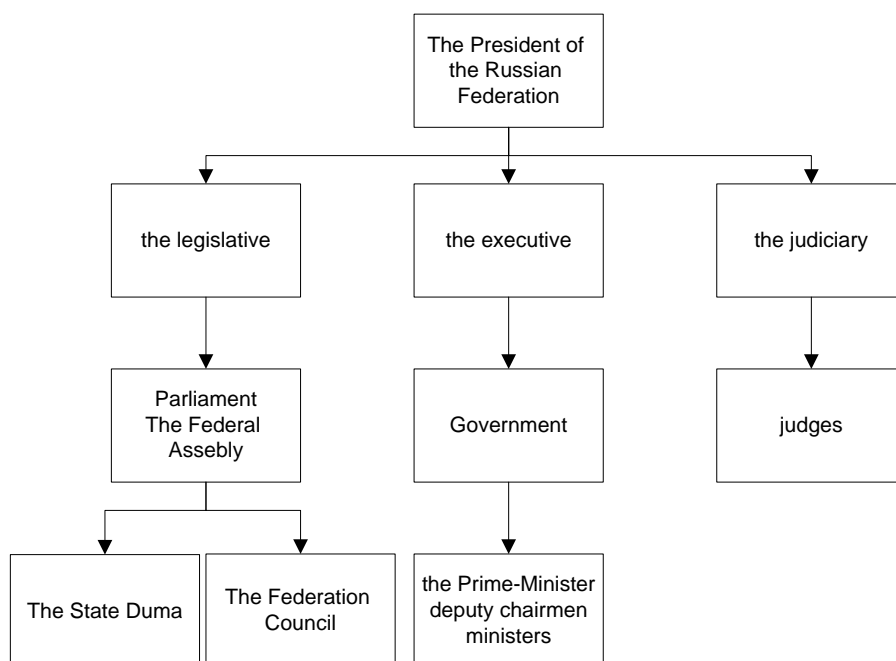 The President of
the Russian
Federation
the legislative
the executive
the judiciary
Parliament
The Federal
Assebly
Government
judges
The State Duma
The Federation
Council
the Prime-Minister
deputy chairmen
ministers